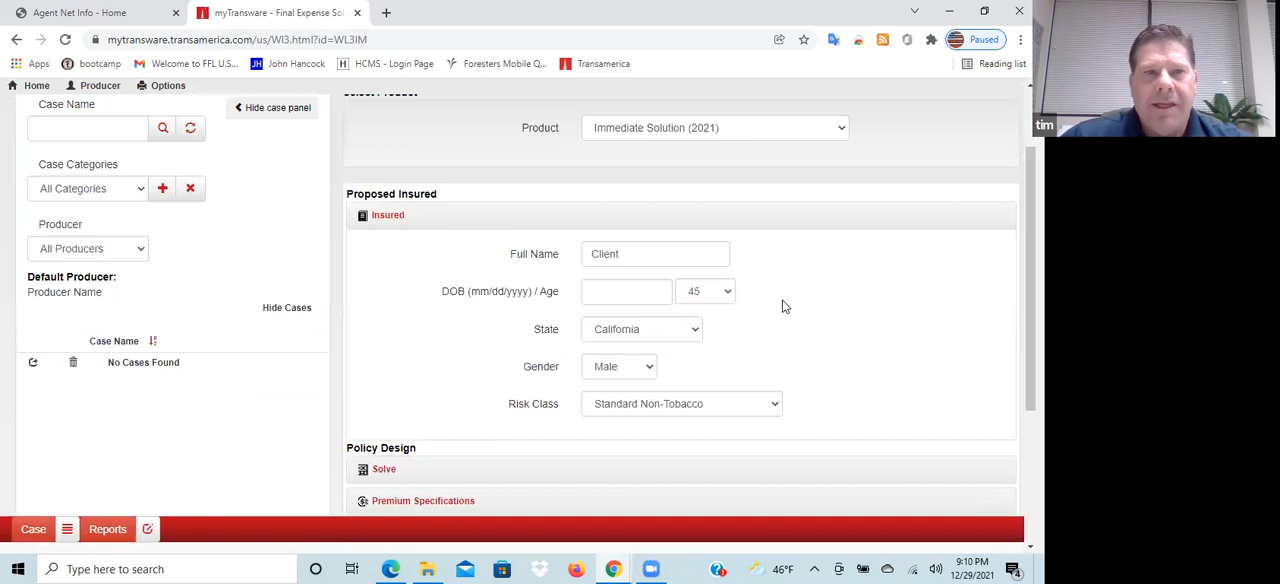 Agent Net Info - Home
myTransware - Final Expense Sol
mytransware.transamerica.com/us/Wl3.html?id=WL3IM
Paused
Apps
bootcamp
Welcome to FFL U.S...
JH John Hancock
H HCMS - Login Page
Foresters Mobile Q...
Transamerica
Reading list
Home
Producer
Options
Case Name
Hide case panel
Case Categories
All Categories
Producer
All Producers
Default Producer:
Producer Name
Hide Cases
Case Name
No Cases Found
Product
Immediate Solution (2021)
Proposed Insured
Insured
Full Name
Client
DOB (mm/dd/yyyy) / Age
45
State
California
Gender
Male
Risk Class
Standard Non-Tobacco
Policy Design
Solve
Premium Specifications
Case
Reports
tim
Type here to search
46°F
9:10 PM
12/29/2021
4